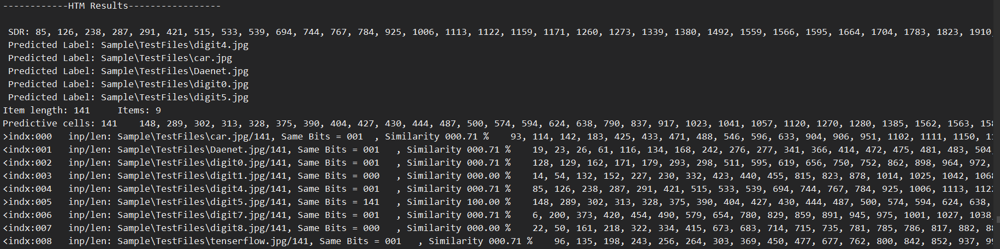 ------------HTM Results-----------------
SDR: 85, 126, 238, 287, 291, 421, 515, 533, 539, 694, 744, 767, 784, 925, 1006, 1113, 1122, 1159, 1171, 1260, 1273, 1339, 1380, 1492, 1559, 1566, 1595, 1664, 1704, 1783, 1823, 1910,
Predicted Label: Sample\TestFiles\digit4.jpg
Predicted Label: Sample\TestFiles\car.jpg
Predicted Label: Sample\TestFiles\Daenet.jpg
Predicted Label: Sample\TestFiles\digit0.jpg
Predicted Label: Sample\TestFiles\digit5.jpg
Item length: 141     Items: 9
Predictive cells: 141    148, 289, 302, 313, 328, 375, 390, 404, 427, 430, 444, 487, 500, 574, 594, 624, 638, 790, 837, 917, 1023, 1041, 1057, 1120, 1270, 1280, 1385, 1562, 1563,
>indx:000   inp/len: Sample\TestFiles\car.jpg/141, Same Bits = 001  , Similarity 000.71 %    93, 114, 142, 183, 425, 433, 471, 488, 546, 596, 633, 904, 906, 951, 1102, 1111, 1150,
<indx:001   inp/len: Sample\TestFiles\Daenet.jpg/141, Same Bits = 001   , Similarity 000.71 %    19, 23, 26, 61, 116, 134, 168, 242, 276, 277, 341, 366, 414, 472, 475, 481, 483, 504,
<indx:002   inp/len: Sample\TestFiles\digit0.jpg/141, Same Bits = 001   , Similarity 000.71 %    128, 129, 162, 171, 179, 293, 298, 511, 595, 619, 656, 750, 752, 862, 898, 964, 972,
<indx:003   inp/len: Sample\TestFiles\digit1.jpg/141, Same Bits = 000   , Similarity 000.00 %    14, 54, 132, 152, 227, 230, 332, 423, 440, 455, 815, 823, 878, 1014, 1025, 1042,
<indx:004   inp/len: Sample\TestFiles\digit4.jpg/141, Same Bits = 001   , Similarity 000.71 %    85, 126, 238, 287, 291, 421, 515, 533, 539, 694, 744, 767, 784, 925, 1006, 1113,
>indx:005   inp/len: Sample\TestFiles\digit5.jpg/141, Same Bits = 141   , Similarity 100.00 %    148, 289, 302, 313, 328, 375, 390, 404, 427, 430, 444, 487, 500, 574, 594, 624, 638,
<indx:006   inp/len: Sample\TestFiles\digit7.jpg/141, Same Bits = 001   , Similarity 000.71 %    6, 200, 373, 420, 454, 490, 579, 654, 780, 829, 859, 891, 945, 975, 1001, 1027, 1038,
<indx:007   inp/len: Sample\TestFiles\digit8.jpg/141, Same Bits = 000   , Similarity 000.00 %    22, 50, 161, 218, 322, 334, 415, 673, 683, 714, 715, 735, 781, 785, 786, 817, 882,
<indx:008   inp/len: Sample\TestFiles\tenserflow.jpg/141, Same Bits = 001   , Similarity 000.71 %    96, 135, 198, 243, 256, 264, 303, 369, 450, 477, 677, 762, 800, 842, 852, 937,